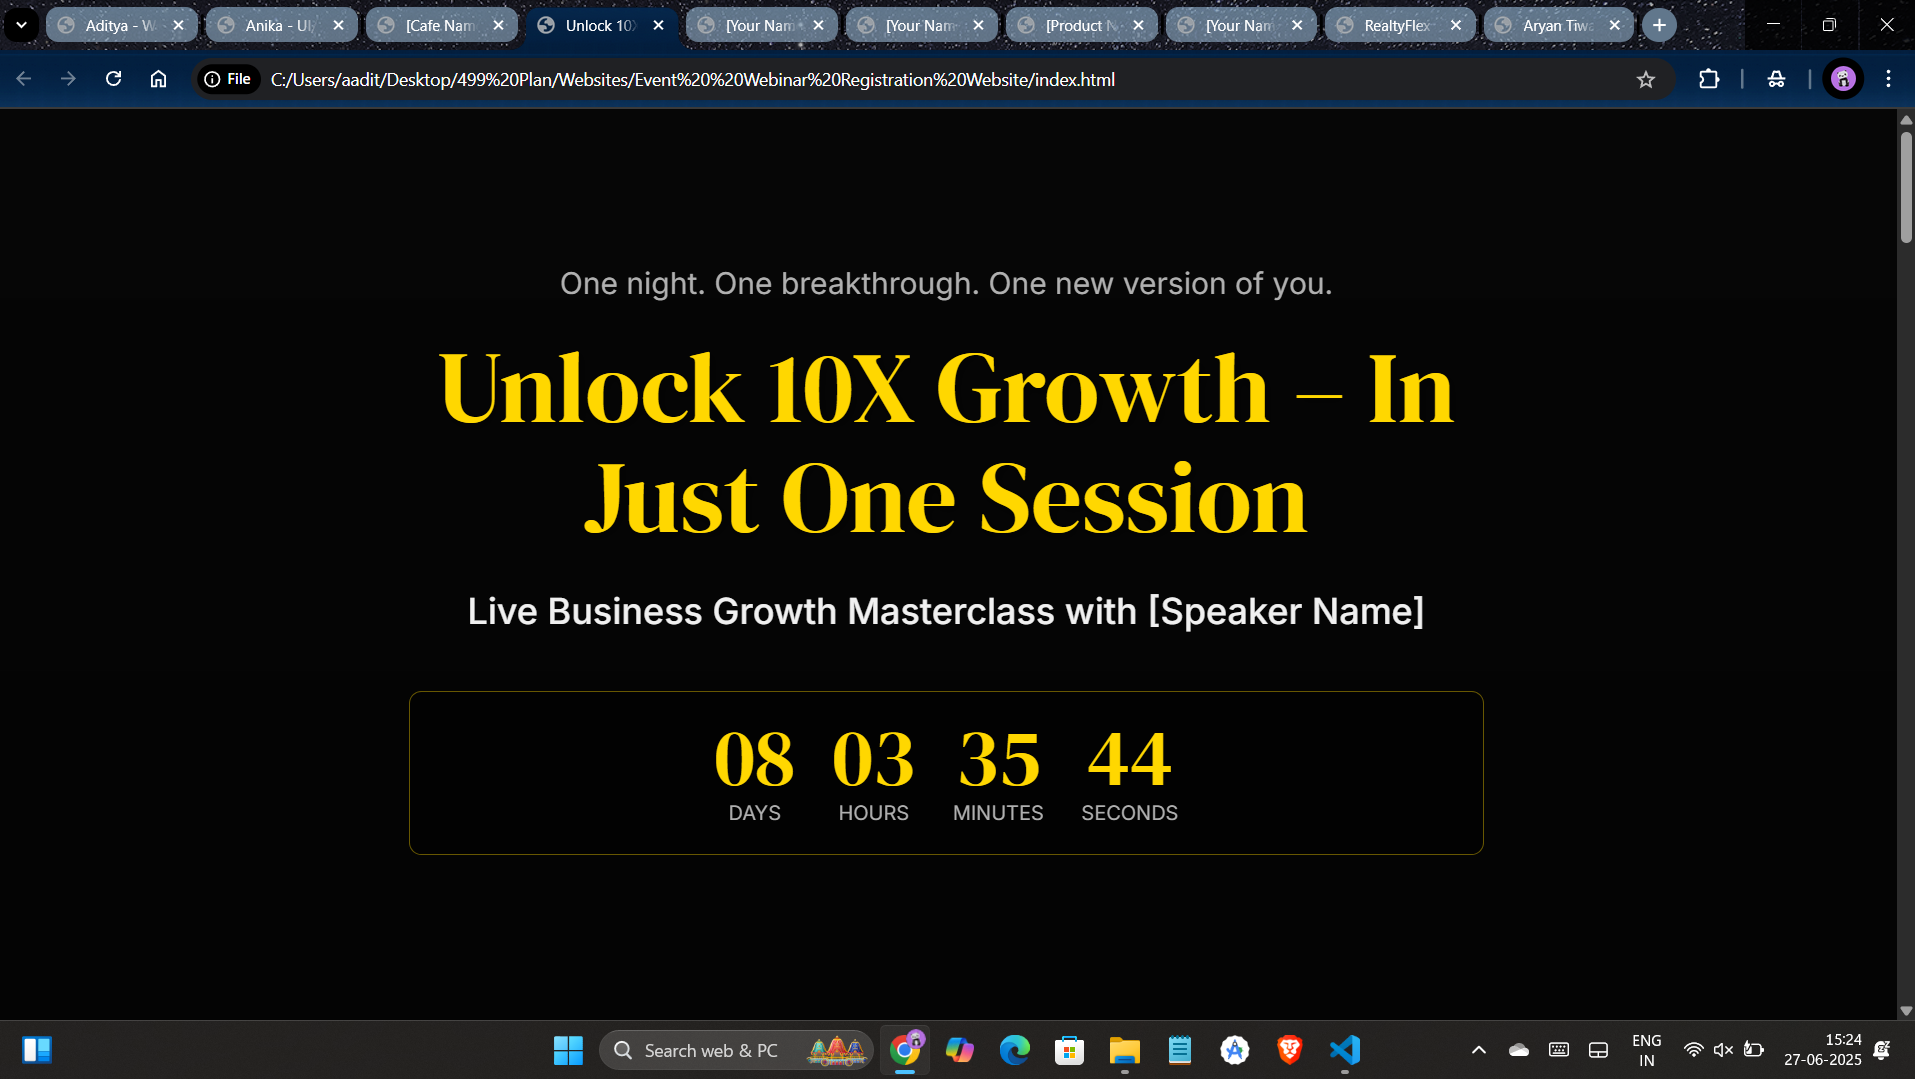 Aditya - W
Anika - Ul
[Cafe Nam
Unlock 10X
[Your Nam
[Your Nam
[Product N
[Your Nam
RealtyFlex
Aryan Tiwa
File
C:/Users/aadit/Desktop/499%20Plan/Websites/Event%20%20Webinar%20Registration%20Website/index.html
One night. One breakthrough. One new version of you.
Unlock 10X Growth – In
Just One Session
Live Business Growth Masterclass with [Speaker Name]
08 03 35 44
DAYS HOURS MINUTES SECONDS
Search web & PC
ENG
IN
15:24
27-06-2025